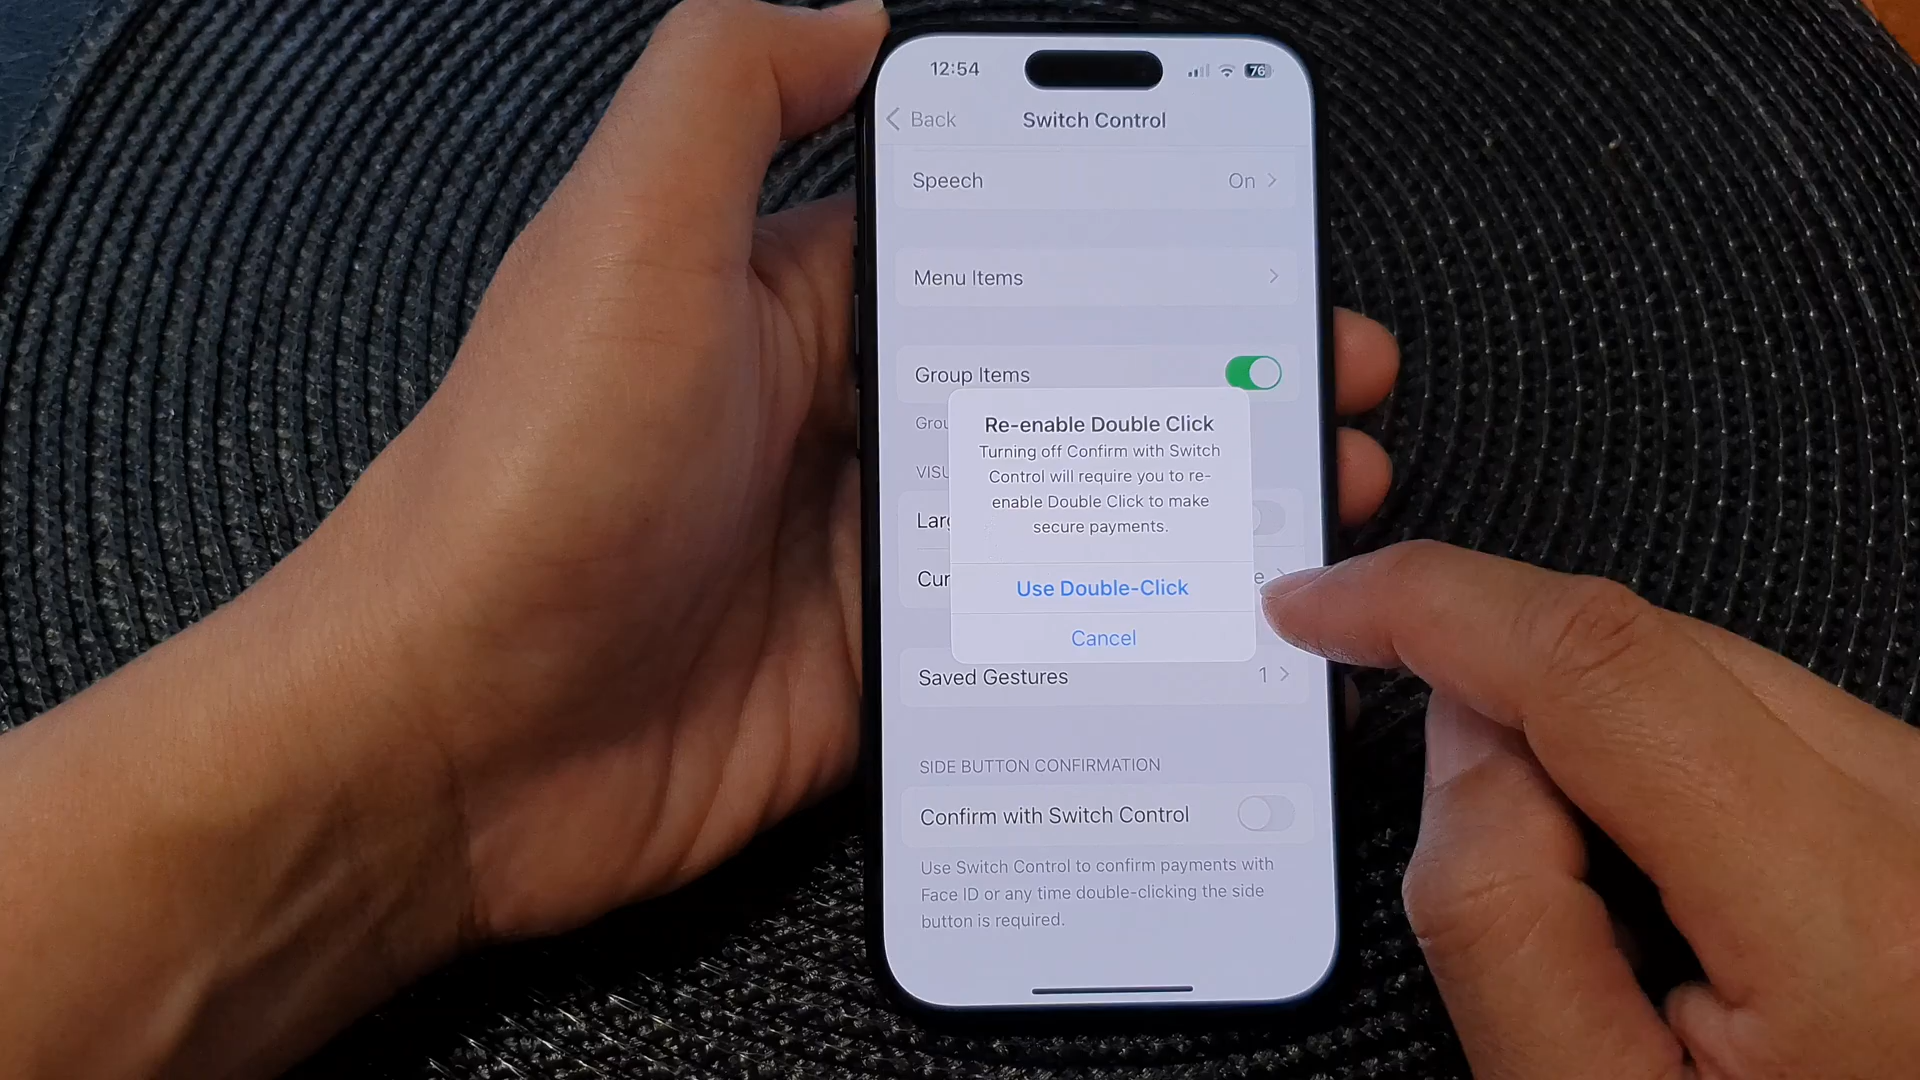 12:54
76
Back
Switch Control
Speech
On
Menu Items
Group Items
Re-enable Double Click
Turning off Confirm with Switch
Control will require you to re-
enable Double Click to make
secure payments.
Use Double-Click
Cancel
Saved Gestures
1
SIDE BUTTON CONFIRMATION
Confirm with Switch Control
Use Switch Control to confirm payments with
Face ID or any time double-clicking the side
button is required.